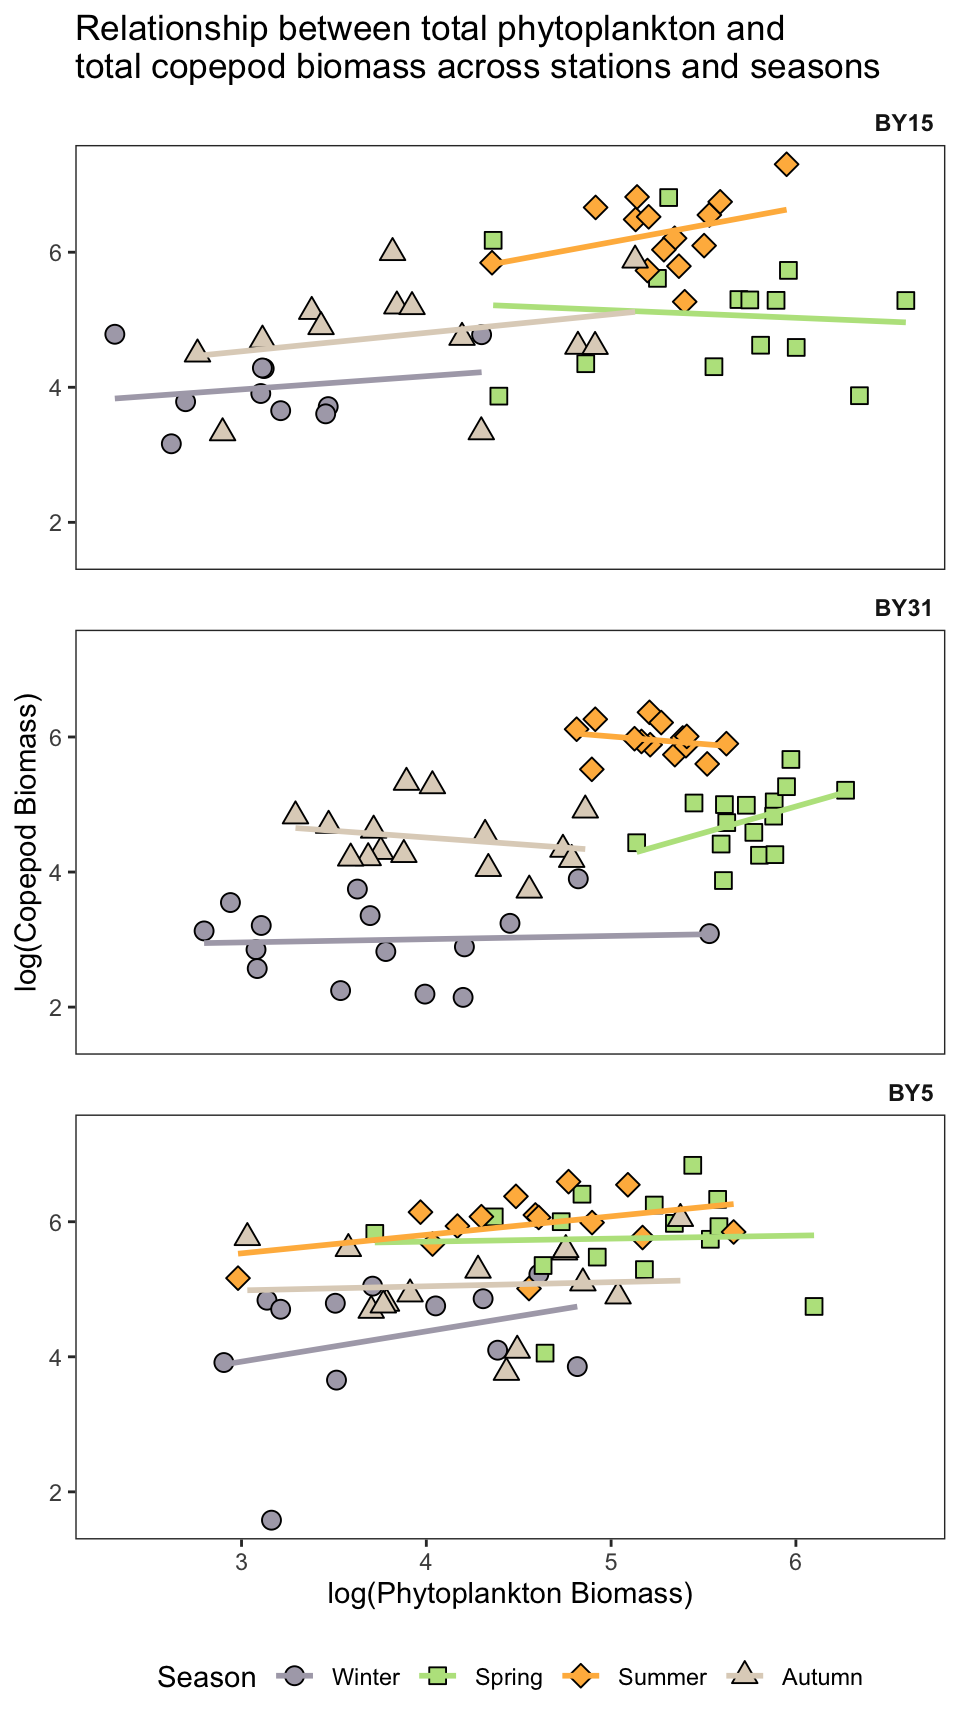 Relationship between total phytoplankton and
total copepod biomass across stations and seasons
BY15
6
4
2
BY31
6
4
2
log(Copepod Biomass)
BY5
6
4
2
3 4 5 6
log(Phytoplankton Biomass)
Season Winter Spring Summer Autumn